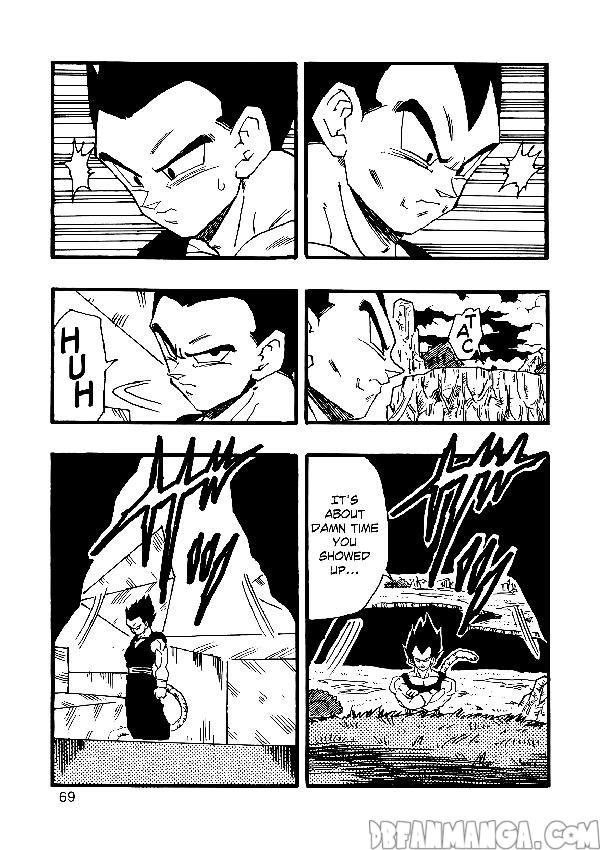 HUH
TAC
IT'S
ABOUT
DAMN TIME
YOU
SHOWED
UP...
69
DBFANMANGA.COM